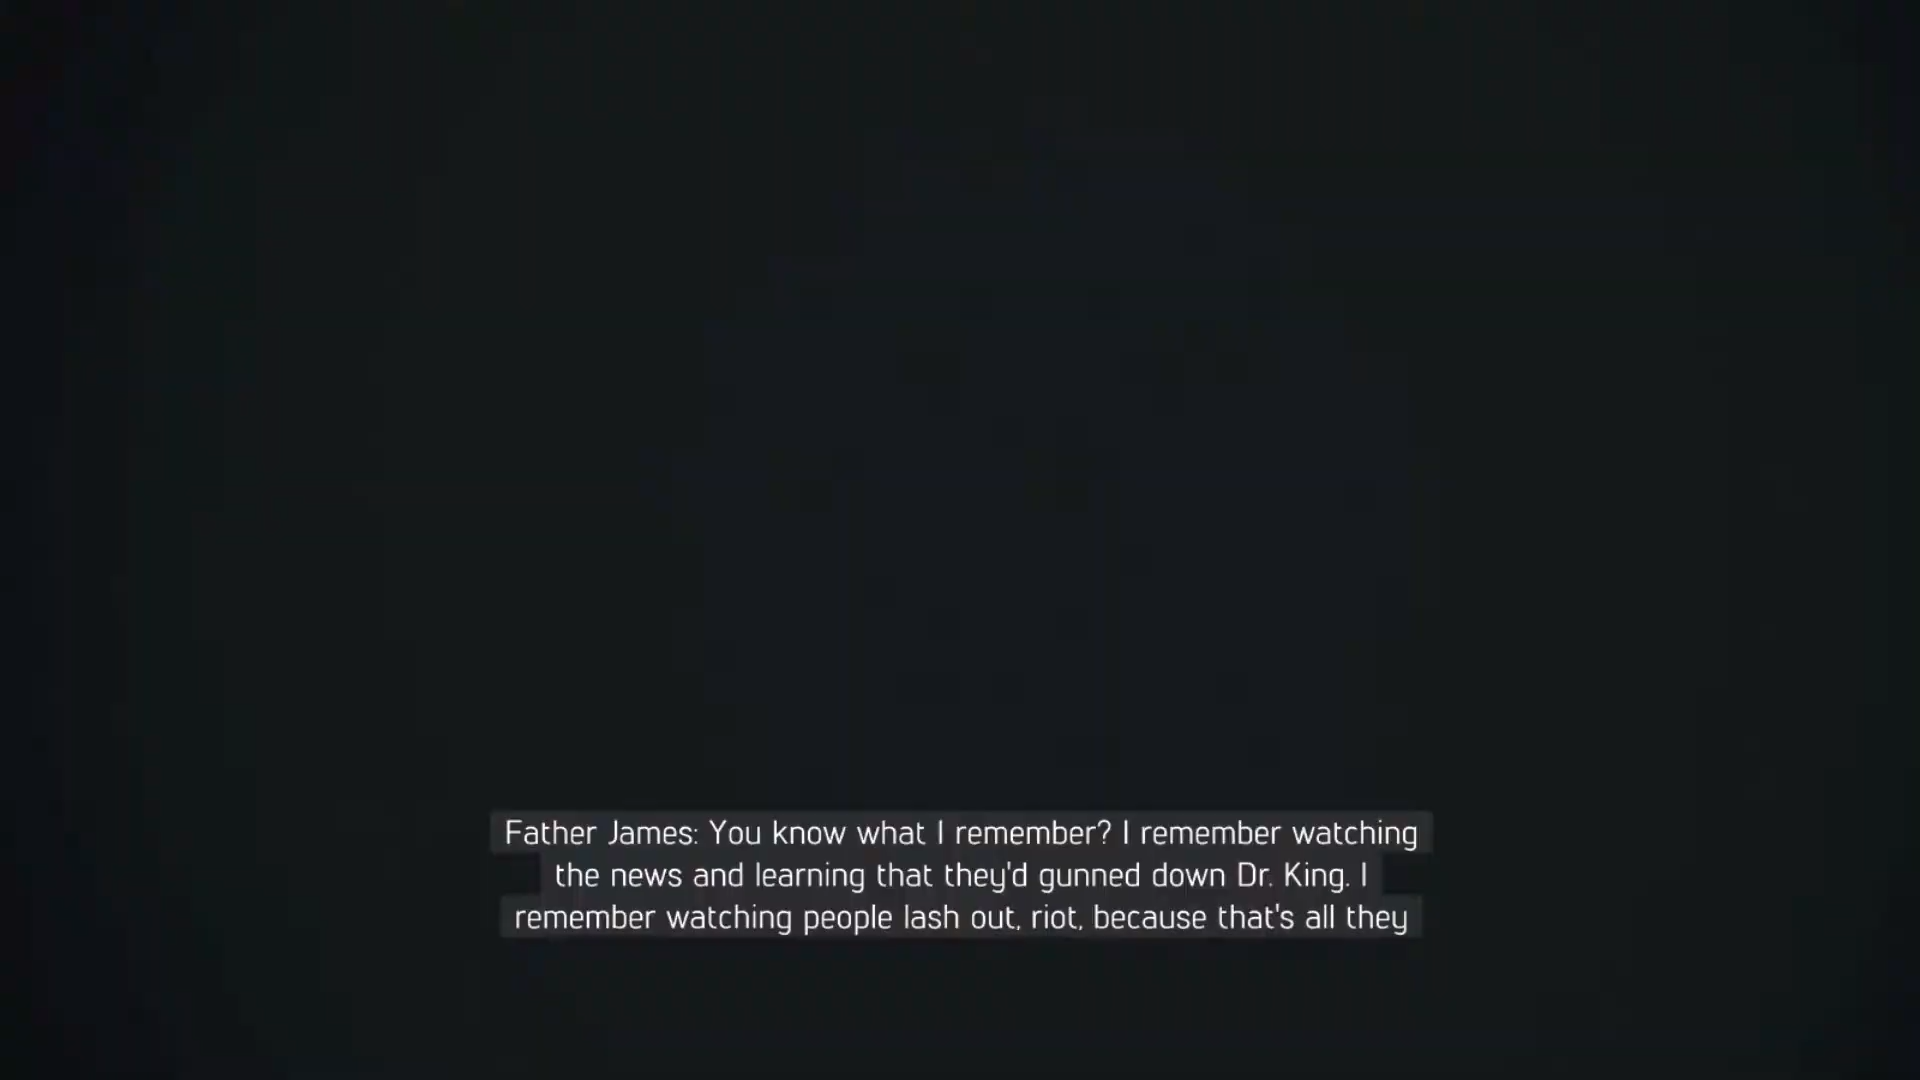 Father James: You know what I remember? I remember watching
the news and learning that they'd gunned down Dr. King. I
remember watching people lash out, riot, because that's all they